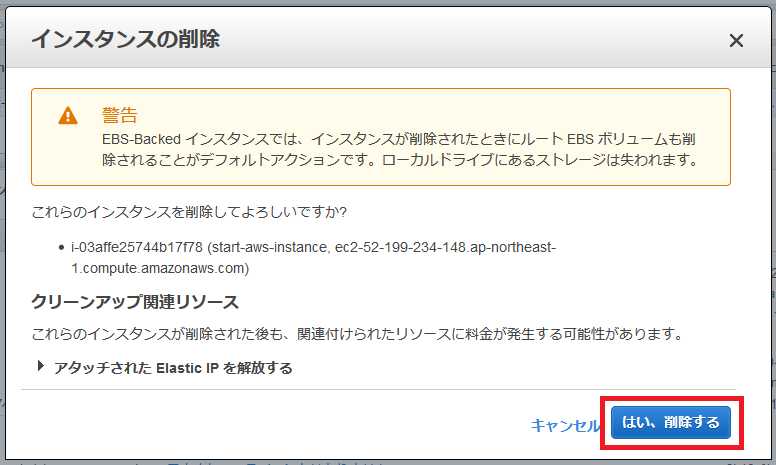 インスタンスの削除
警告
EBS-Backed インスタンスでは、インスタンスが削除されたときにルート EBS ボリュームも削
除されることがデフォルトアクションです。ローカルドライブにあるストレージは失われます。
これらのインスタンスを削除してよろしいですか?
i-03affe25744b17f78 (start-aws-instance, ec2-52-199-234-148.ap-northeast-
1.compute.amazonaws.com)
クリーンアップ関連リソース
これらのインスタンスが削除された後も、関連付けられたリソースに料金が発生する可能性があります。
アタッチされた Elastic IP を解放する
キャンセル はい、削除する